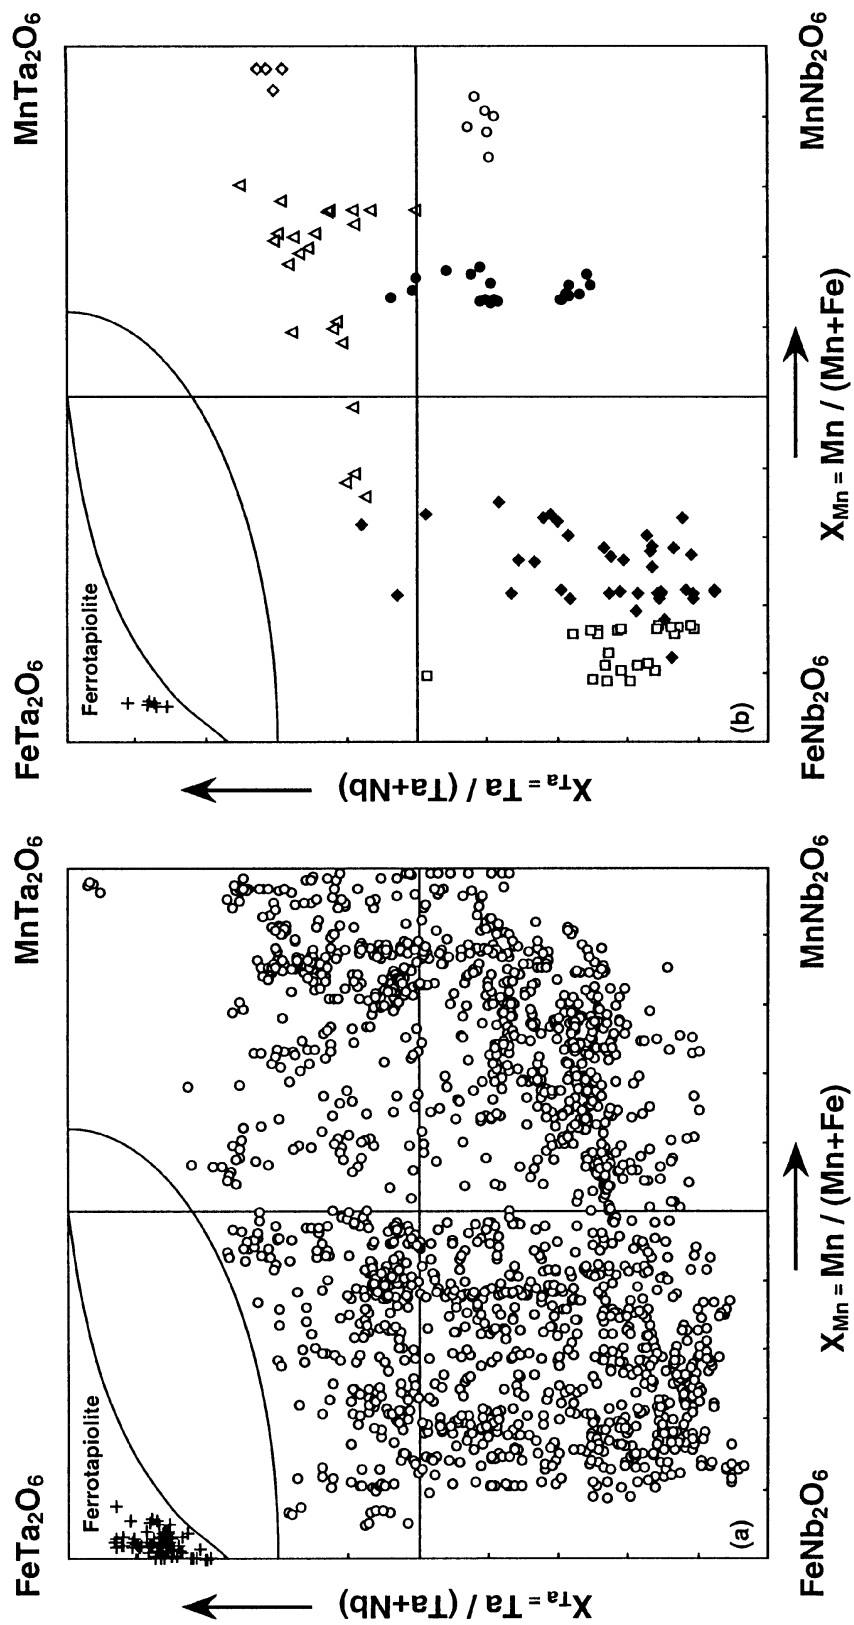 FeTa2O6
MnTa2O6
Ferrotapiolite
XTa = Ta / (Ta+Nb)
(a)
FeNb2O6
MnNb2O6
XMn = Mn / (Mn+Fe)
FeTa2O6
MnTa2O6
Ferrotapiolite
XTa = Ta / (Ta+Nb)
(b)
FeNb2O6
MnNb2O6
XMn = Mn / (Mn+Fe)